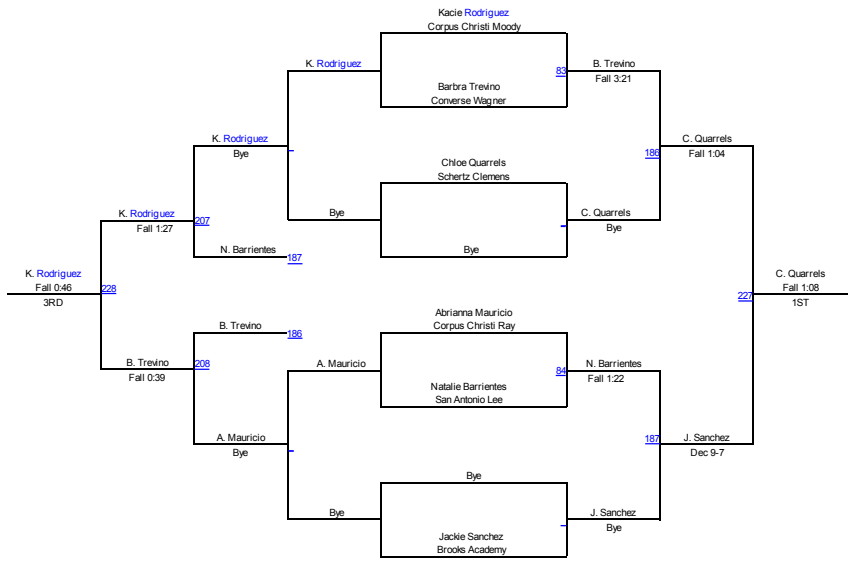 Kacie Rodriguez
Corpus Christi Moody
K. Rodriguez
83
B. Trevino
Fall 3:21
Barbra Trevino
Converse Wagner
K. Rodriguez
Bye
C. Quarrels
Fall 1:04
186
Chloe Quarrels
Schertz Clemens
K. Rodriguez
Fall 1:27
207
Bye
C. Quarrels
Bye
N. Barrientes
187
Bye
K. Rodriguez
Fall 0:46
3RD
228
C. Quarrels
Fall 1:08
1ST
227
Abrianna Mauricio
Corpus Christi Ray
B. Trevino
186
B. Trevino
Fall 0:39
208
A. Mauricio
84
N. Barrientes
Fall 1:22
Natalie Barrientes
San Antonio Lee
A. Mauricio
Bye
187
J. Sanchez
Dec 9-7
Bye
Bye
J. Sanchez
Bye
Jackie Sanchez
Brooks Academy